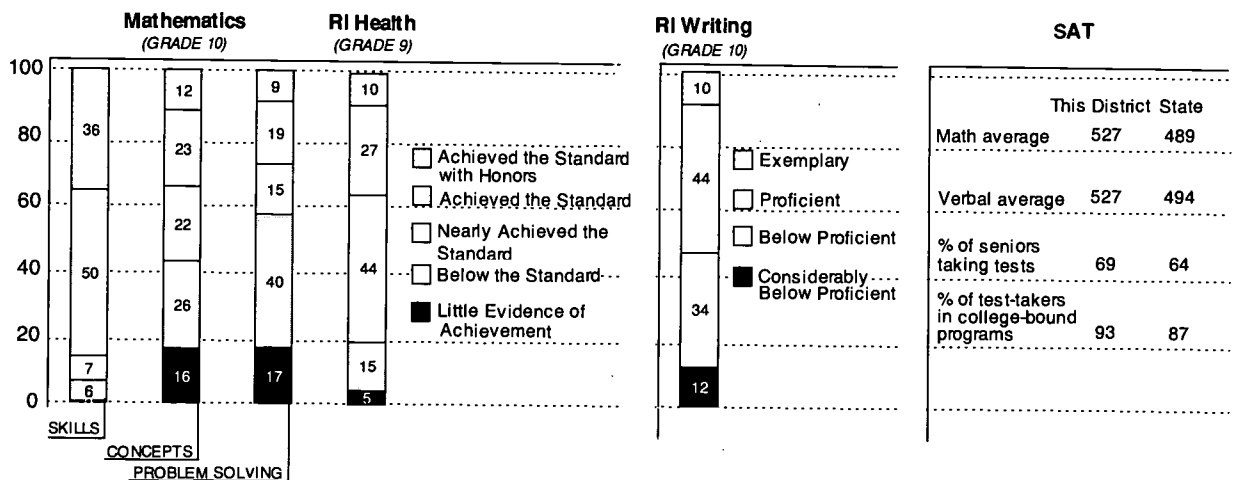 Mathematics
(GRADE 10)
RI Health
(GRADE 9)
RI Writing
(GRADE 10)
SAT
100
80
60
40
20
0
36
50
7
6
12
23
22
26
16
9
19
15
40
17
10
27
44
15
5
SKILLS
CONCEPTS
PROBLEM SOLVING
Achieved the Standard
with Honors
Achieved the Standard
Nearly Achieved the
Standard
Below the Standard
Little Evidence of
Achievement
10
44
34
12
Exemplary
Proficient
Below Proficient
Considerably
Below Proficient
This District State
Math average 527 489
Verbal average 527 494
% of seniors
taking tests 69 64
% of test-takers
in college-bound
programs 93 87